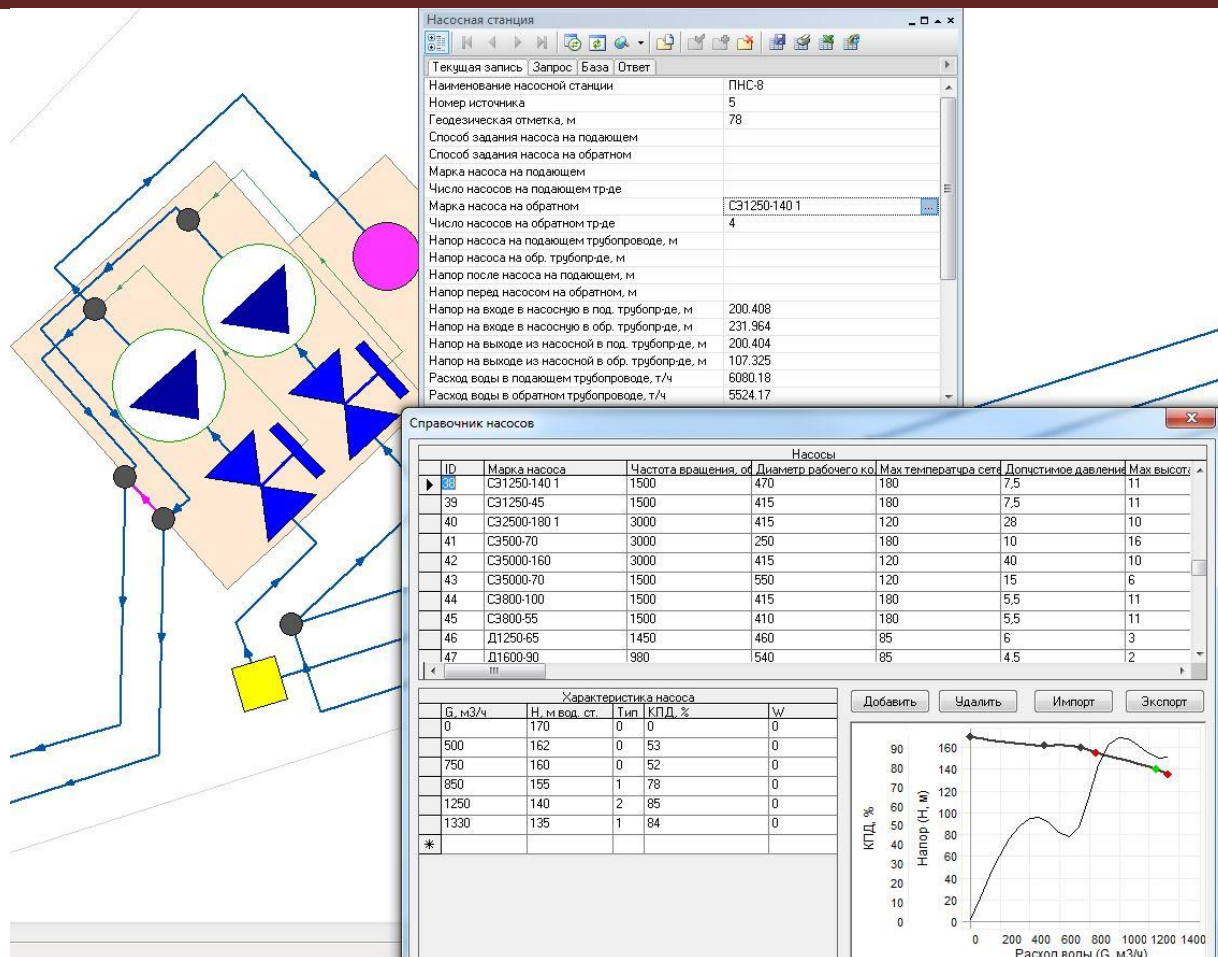 Насосная станция
Текущая запись Запрос База Ответ
Наименование насосной станции ПНС-8
Номер источника 5
Геодезическая отметка, м 78
Способ задания насоса на подающем
Способ задания насоса на обратном
Марка насоса на подающем
Число насосов на подающем тр-де
Марка насоса на обратном СЭ1250-140 1 ...
Число насосов на обратном тр-де 4
Напор насоса на подающем трубопроводе, м
Напор насоса на обр. трубопр-де, м
Напор после насоса на подающем, м
Напор перед насосом на обратном, м
Напор на входе в насосную в под. трубопр-де, м 200.408
Напор на входе в насосную в обр. трубопр-де, м 231.964
Напор на выходе из насосной в под. трубопр-де, м 200.404
Напор на выходе из насосной в обр. трубопр-де, м 107.325
Расход воды в подающем трубопроводе, т/ч 6080.18
Расход воды в обратном трубопроводе, т/ч 5524.17
Справочник насосов
Насосы
ID Марка насоса Частота вращения, об Диаметр рабочего ко Max температура сете Допустимое давление Max высота
38 СЭ1250-140 1 1500 470 180 7,5 11
39 СЭ1250-45 1500 415 180 7,5 11
40 СЭ2500-180 1 3000 415 120 28 10
41 СЭ500-70 3000 250 180 10 16
42 СЭ5000-160 3000 415 120 40 10
43 СЭ5000-70 1500 550 120 15 6
44 СЭ800-100 1500 415 180 5,5 11
45 СЭ800-55 1500 410 180 5,5 11
46 Д1250-65 1450 460 85 6 3
47 Д1600-90 980 540 85 4.5 2
Характеристика насоса
G, м3/ч Н, м вод. ст. Тип КПД, % W
0 170 0 0 0
500 162 0 53 0
750 160 0 52 0
850 155 1 78 0
1250 140 2 85 0
1330 135 1 84 0
Добавить Удалить Импорт Экспорт
КПД, %
90
80
70
60
50
40
30
20
10
0
Напор (Н, м)
160
140
120
100
80
60
40
20
0
0 200 400 600 800 1000 1200 1400
Расход воды (G, м3/ч)